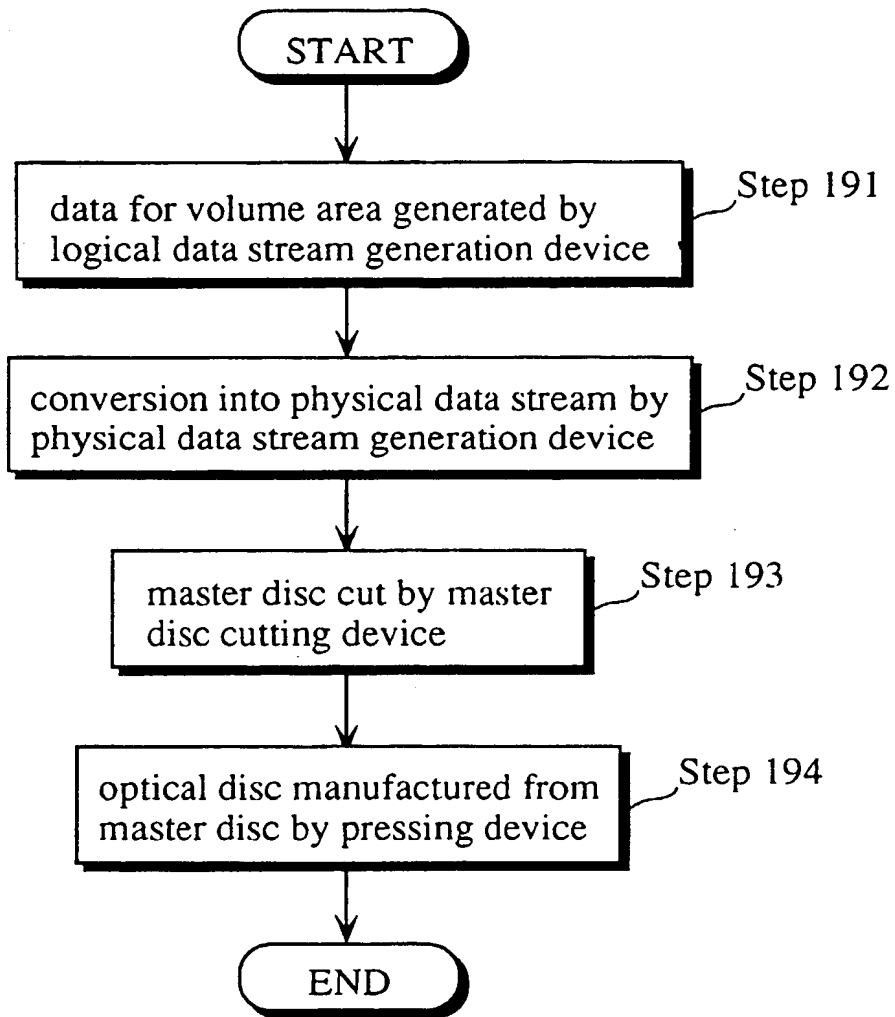 START
Step 191
data for volume area generated by
logical data stream generation device
Step 192
conversion into physical data stream by
physical data stream generation device
Step 193
master disc cut by master
disc cutting device
Step 194
optical disc manufactured from
master disc by pressing device
END